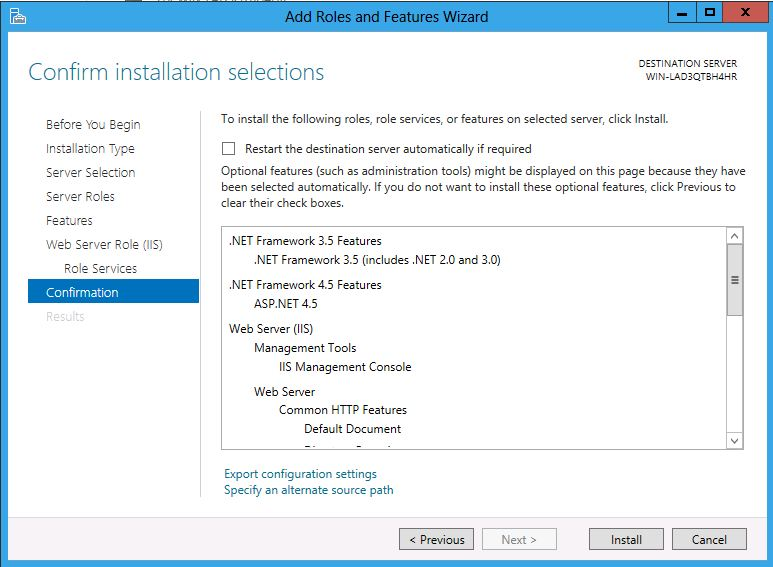 Add Roles and Features Wizard
Confirm installation selections
DESTINATION SERVER
WIN-LAD3QTBH4HR
Before You Begin
Installation Type
Server Selection
Server Roles
Features
Web Server Role (IIS)
Role Services
Confirmation
Results
To install the following roles, role services, or features on selected server, click Install.
Restart the destination server automatically if required
Optional features (such as administration tools) might be displayed on this page because they have
been selected automatically. If you do not want to install these optional features, click Previous to
clear their check boxes.
.NET Framework 3.5 Features
.NET Framework 3.5 (includes .NET 2.0 and 3.0)
.NET Framework 4.5 Features
ASP.NET 4.5
Web Server (IIS)
Management Tools
IIS Management Console
Web Server
Common HTTP Features
Default Document
Export configuration settings
Specify an alternate source path
< Previous
Next >
Install
Cancel